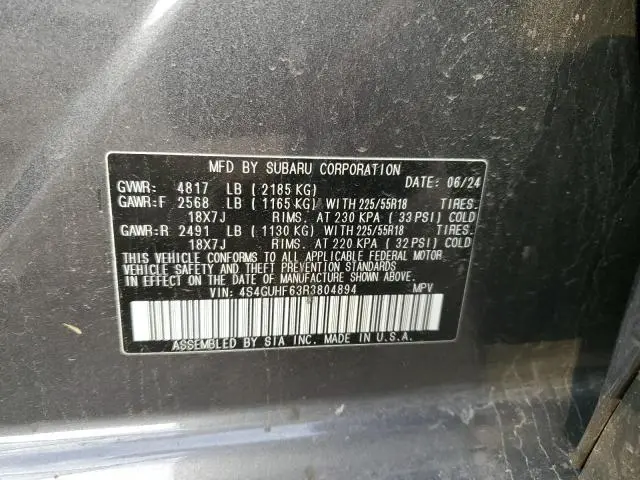 MFD BY SUBARU CORPORATION
GVWR: 4817 LB ( 2185 KG) DATE: 06/24
GAWR:F 2568 LB ( 1165 KG) WITH 225/55R18 TIRES.
18X7J RIMS. AT 230 KPA ( 33 PSI) COLD
GAWR:R 2491 LB ( 1130 KG) WITH 225/55R18 TIRES.
18X7J RIMS. AT 220 KPA ( 32 PSI) COLD
THIS VEHICLE CONFORMS TO ALL APPLICABLE FEDERAL MOTOR
VEHICLE SAFETY AND THEFT PREVENTION STANDARDS
IN EFFECT ON THE DATE OF MANUFACTURE SHOWN ABOVE.
VIN: 4S4GUHF63R3804894 MPV
ASSEMBLED BY SIA INC. MADE IN U.S.A.